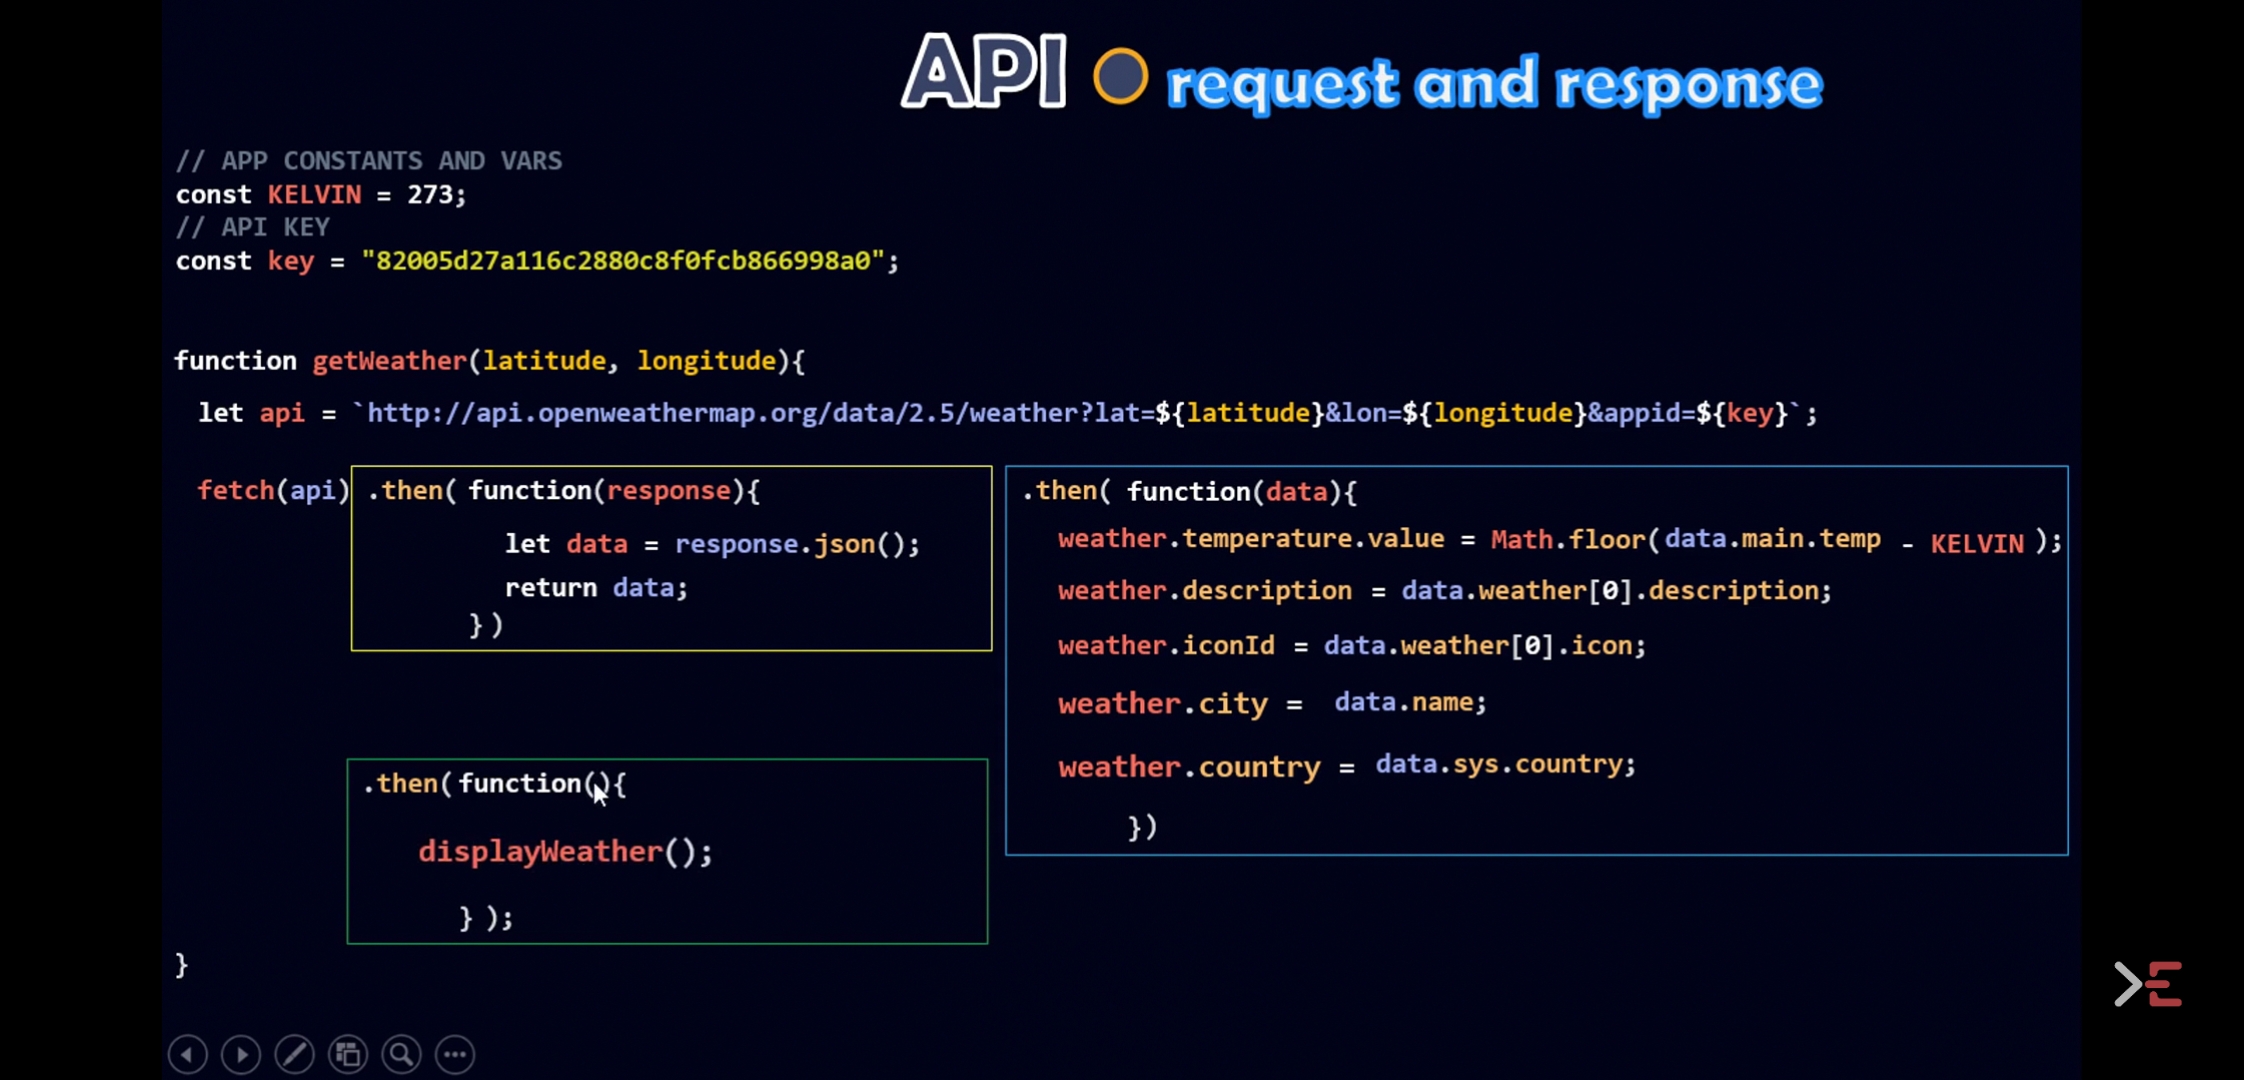 API request and response
// APP CONSTANTS AND VARS
const KELVIN = 273;
// API KEY
const key = "82005d27a116c2880c8f0fcb866998a0";
function getWeather(latitude, longitude){
let api = `http://api.openweathermap.org/data/2.5/weather?lat=${latitude}&lon=${longitude}&appid=${key}`;
fetch(api) .then( function(response){
let data = response.json();
return data;
})
.then( function(data){
weather.temperature.value = Math.floor(data.main.temp - KELVIN );
weather.description = data.weather[0].description;
weather.iconId = data.weather[0].icon;
weather.city = data.name;
weather.country = data.sys.country;
})
.then(function(){
displayWeather();
} );
}